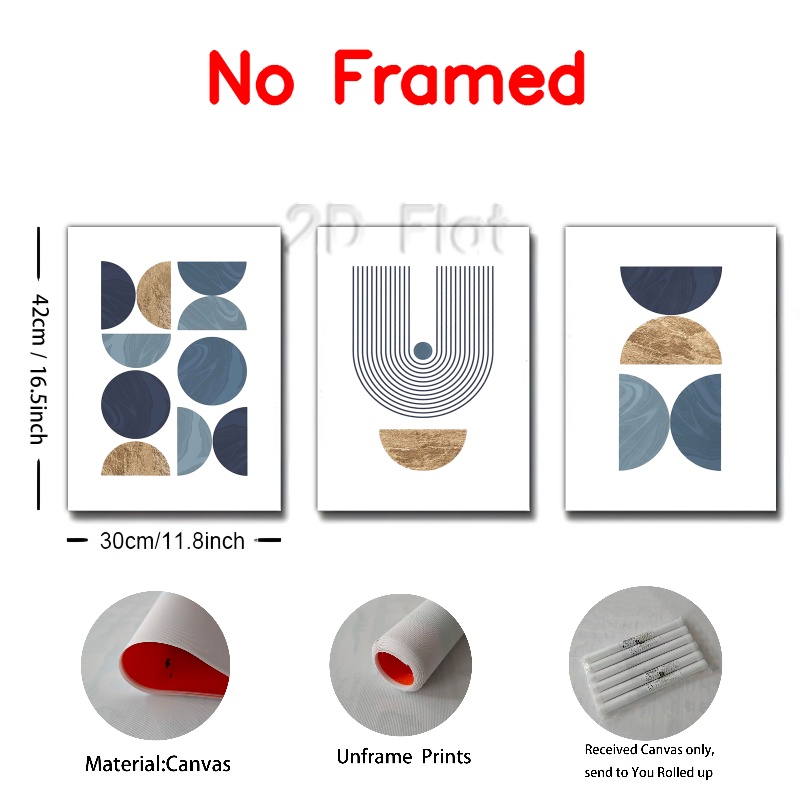 No Framed
2D Flat
42cm / 16.5inch
30cm/11.8inch
Material:Canvas
Unframe Prints
Received Canvas only,
send to You Rolled up